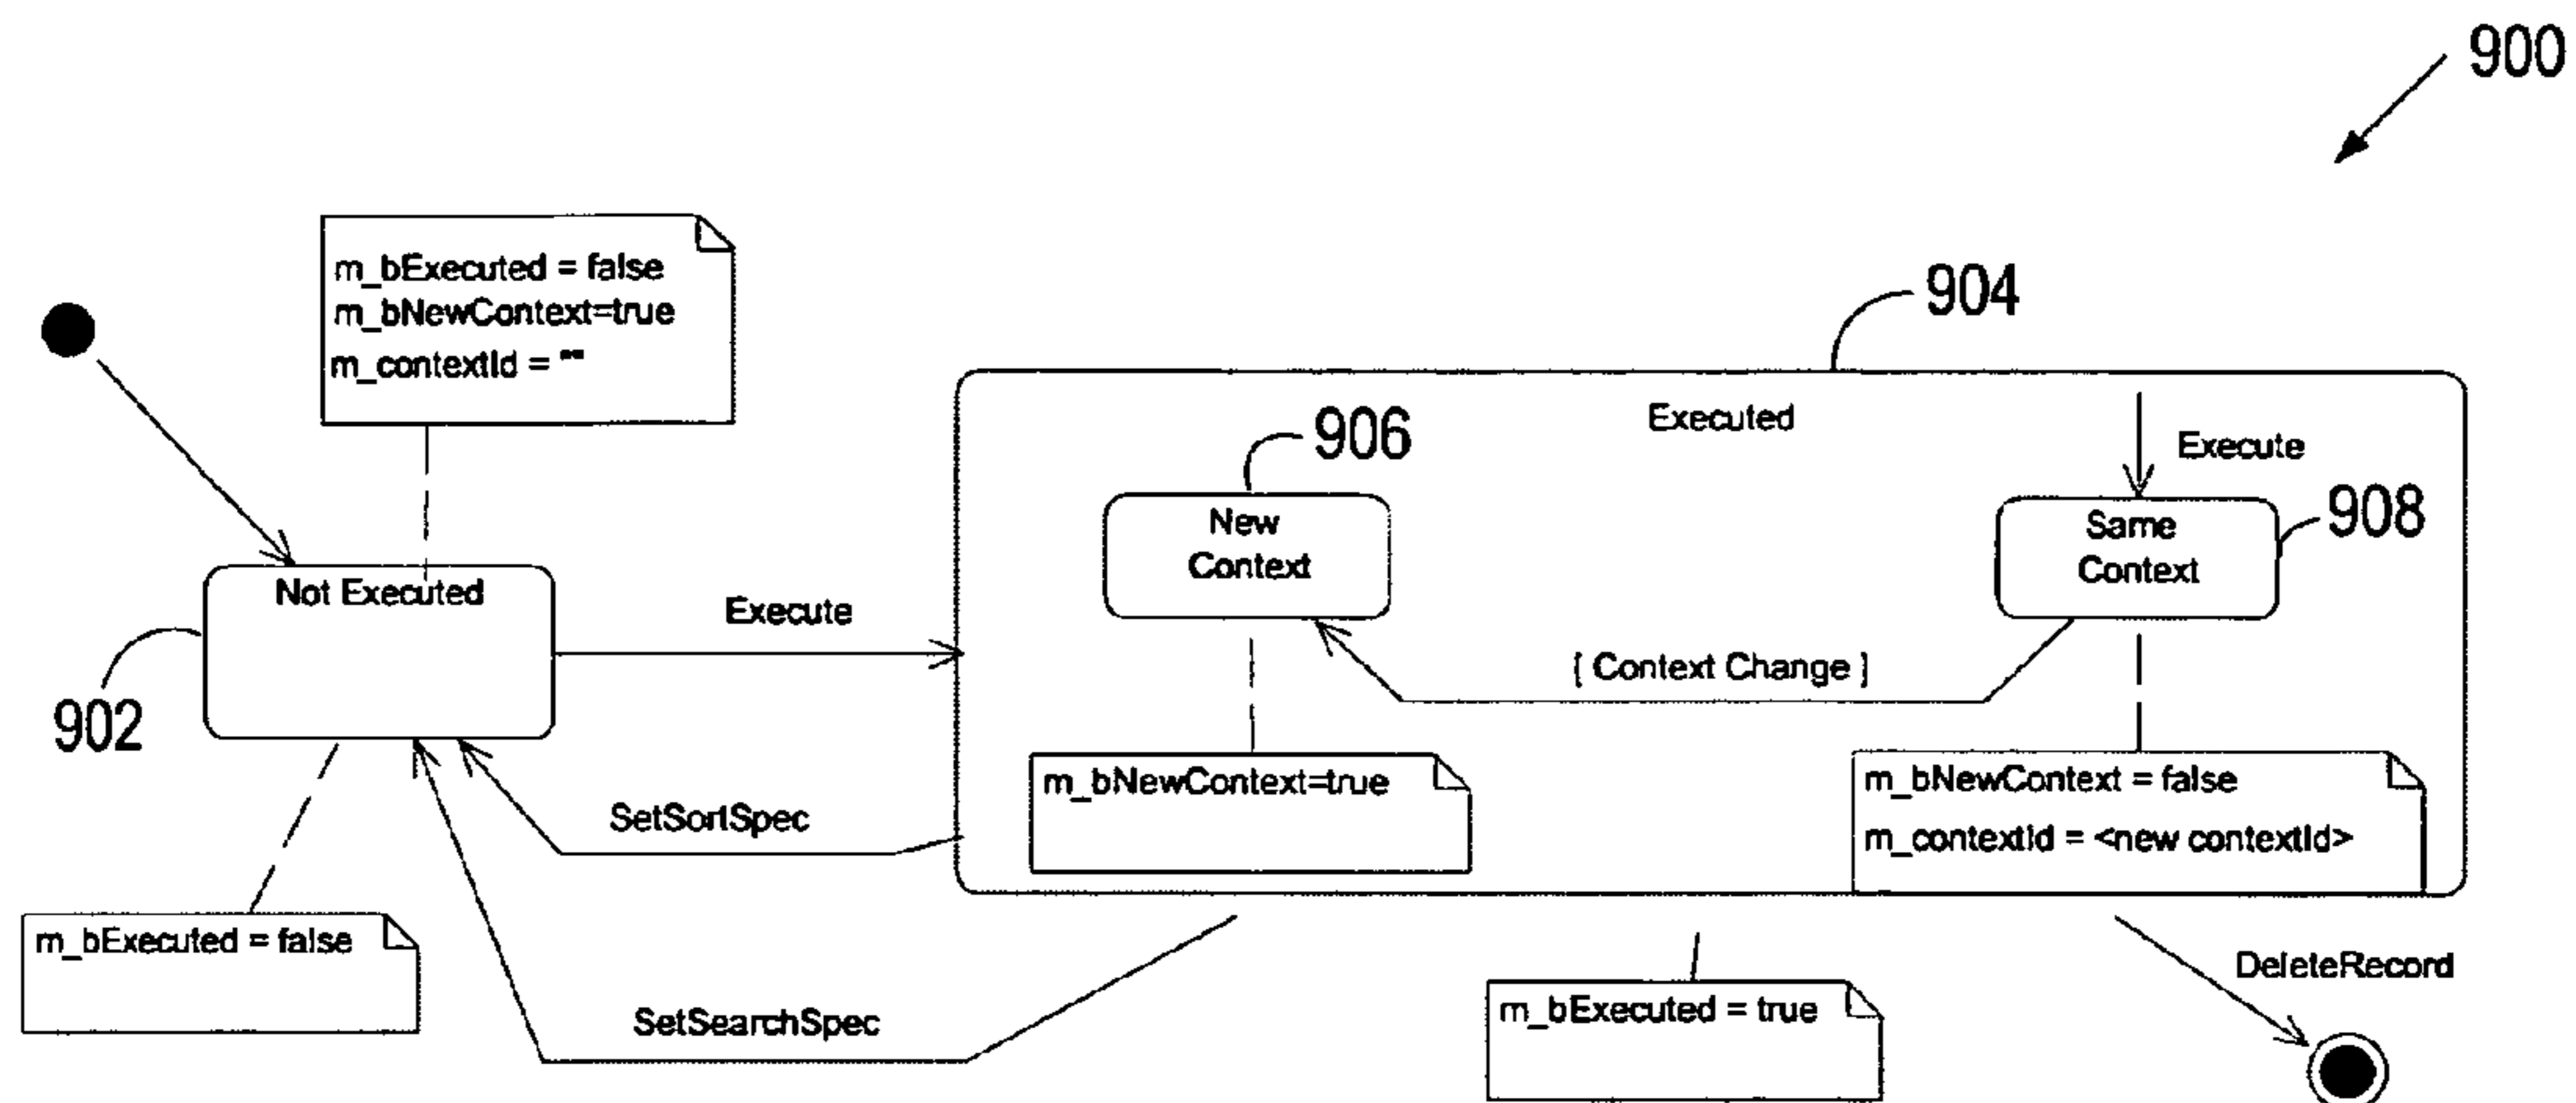 900
m_bExecuted = false
m_bNewContext=true
m_contextId = ""
904
Executed
906
Execute
New
Context
Same
Context
908
Not Executed
Execute
[ Context Change ]
902
m_bNewContext=true
m_bNewContext = false
SetSortSpec
m_contextId = <new contextId>
m_bExecuted = false
DeleteRecord
SetSearchSpec
m_bExecuted = true